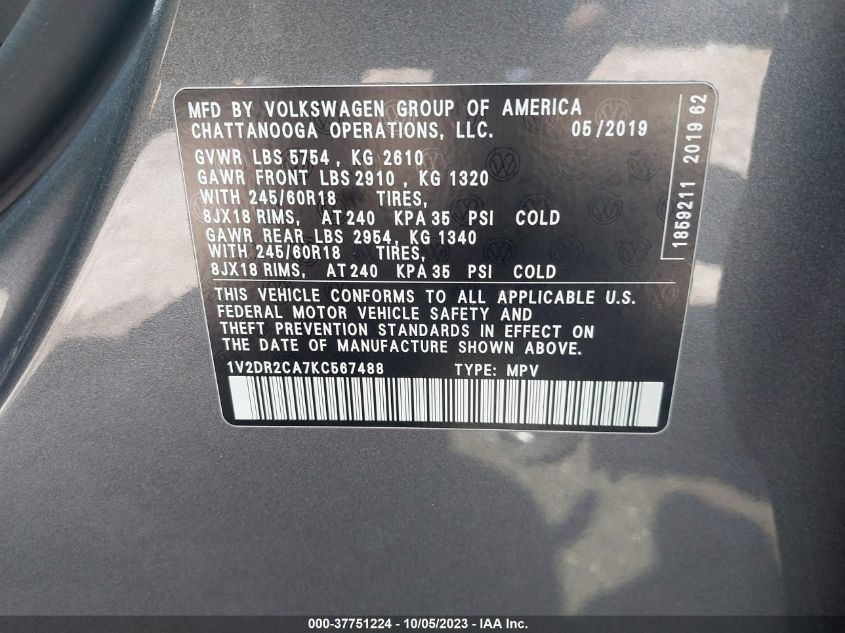 MFD BY VOLKSWAGEN GROUP OF AMERICA
CHATTANOOGA OPERATIONS, LLC. 05/2019
GVWR LBS 5754 , KG 2610
GAWR FRONT LBS 2910 , KG 1320
WITH 245/60R18 TIRES,
8JX18 RIMS, AT 240 KPA 35 PSI COLD
GAWR REAR LBS 2954, KG 1340
WITH 245/60R18 TIRES,
8JX18 RIMS, AT 240 KPA 35 PSI COLD
THIS VEHICLE CONFORMS TO ALL APPLICABLE U.S.
FEDERAL MOTOR VEHICLE SAFETY AND
THEFT PREVENTION STANDARDS IN EFFECT ON
THE DATE OF MANUFACTURE SHOWN ABOVE.
1V2DR2CA7KC567488 TYPE: MPV
1859211 2019 62
000-37751224 - 10/05/2023 - IAA Inc.